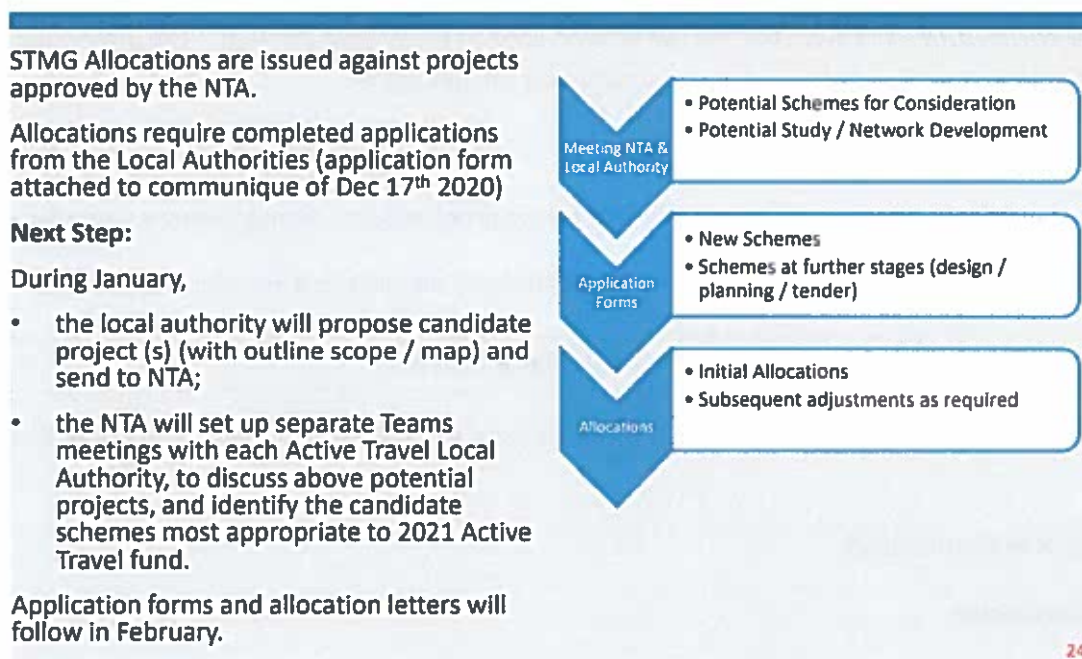 STMG Allocations are issued against projects
approved by the NTA.
Allocations require completed applications
from the Local Authorities (application form
attached to communique of Dec 17th 2020)
Next Step:
During January,
• the local authority will propose candidate
project (s) (with outline scope / map) and
send to NTA;
• the NTA will set up separate Teams
meetings with each Active Travel Local
Authority, to discuss above potential
projects, and identify the candidate
schemes most appropriate to 2021 Active
Travel fund.
Application forms and allocation letters will
follow in February.
Meeting NTA &
Local Authority
• Potential Schemes for Consideration
• Potential Study / Network Development
Application
Forms
• New Schemes
• Schemes at further stages (design /
planning / tender)
Allocations
• Initial Allocations
• Subsequent adjustments as required
24